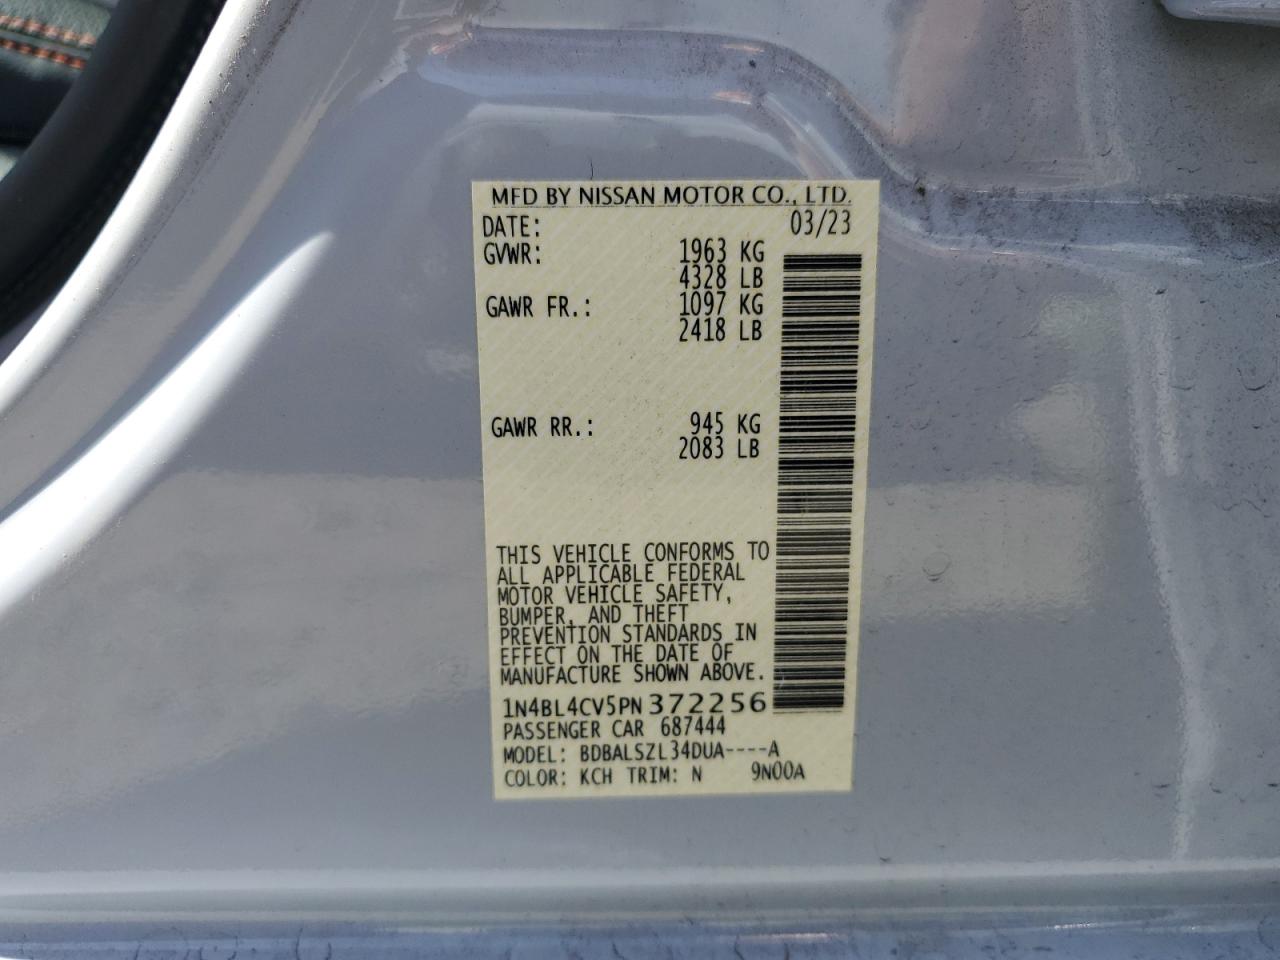 MFD BY NISSAN MOTOR CO., LTD.
DATE: 03/23
GVWR: 1963 KG
4328 LB
GAWR FR.: 1097 KG
2418 LB
GAWR RR.: 945 KG
2083 LB
THIS VEHICLE CONFORMS TO
ALL APPLICABLE FEDERAL
MOTOR VEHICLE SAFETY,
BUMPER, AND THEFT
PREVENTION STANDARDS IN
EFFECT ON THE DATE OF
MANUFACTURE SHOWN ABOVE.
1N4BL4CV5PN372256
PASSENGER CAR 687444
MODEL: BDBALSZL34DUA----A
COLOR: KCH TRIM: N 9N00A